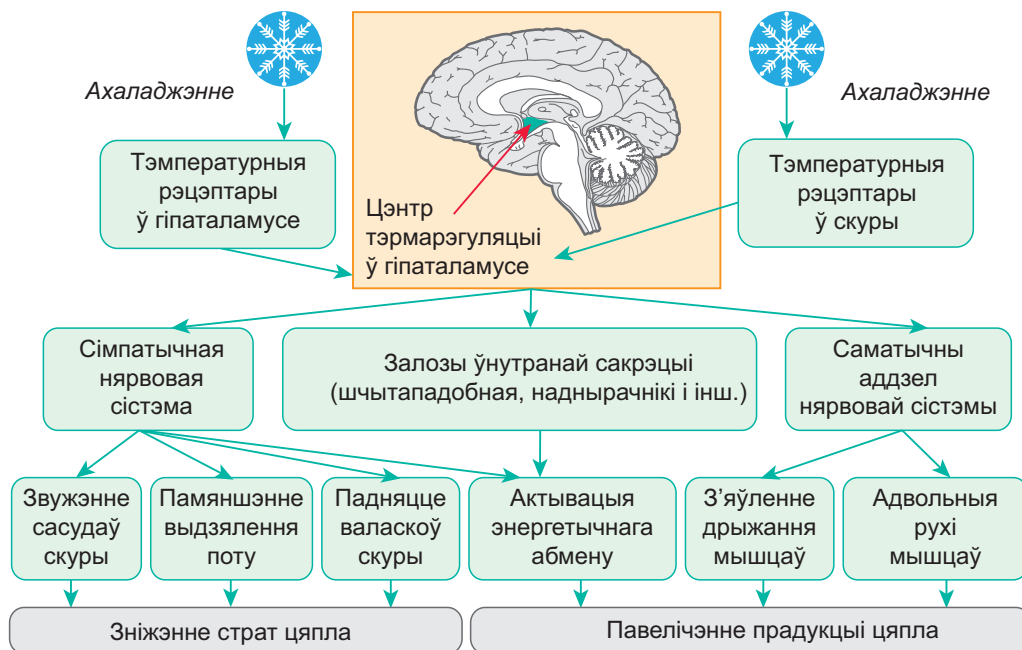 Ахаладжэнне
Ахаладжэнне
Тэмпературныя
рэцэптары
ў гіпаталамусе
Цэнтр
тэрмарэгуляцыі
ў гіпаталамусе
Тэмпературныя
рэцэптары
ў скуры
Сімпатычная
нярвовая
сістэма
Залозы ўнутранай сакрэцыі
(шчытападобная, наднырачнікі і інш.)
Саматычны
аддзел
нярвовай сістэмы
Звужэнне
сасудаў
скуры
Памяншэнне
выдзялення
поту
Падняцце
валаскоў
скуры
Актывацыя
энергетычнага
абмену
З’яўленне
дрыжання
мышцаў
Адвольныя
рухі
мышцаў
Зніжэнне страт цяпла
Павелічэнне прадукцыі цяпла